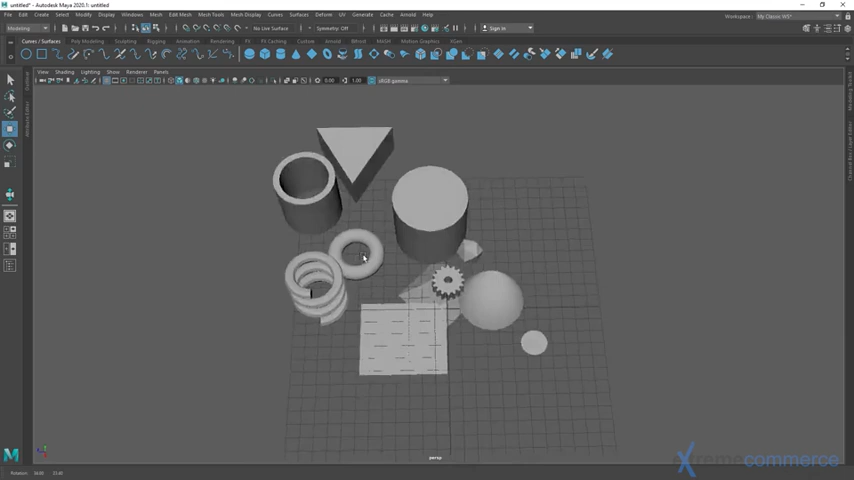 untitled* - Autodesk Maya 2020.1: untitled
File Edit Create Select Modify Display Windows Mesh Edit Mesh Mesh Tools Mesh Display Curves Surfaces Deform UV Generate Cache Arnold Help
Workspace: My Classic WS*
Modeling No Live Surface Symmetry: Off Sign in
Curves / Surfaces Poly Modeling Sculpting Rigging Animation Rendering FX FX Caching Custom Arnold Bifrost MASH Motion Graphics XGen
View Shading Lighting Show Renderer Panels
0.00 1.00 sRGB gamma
persp
extremecommerce